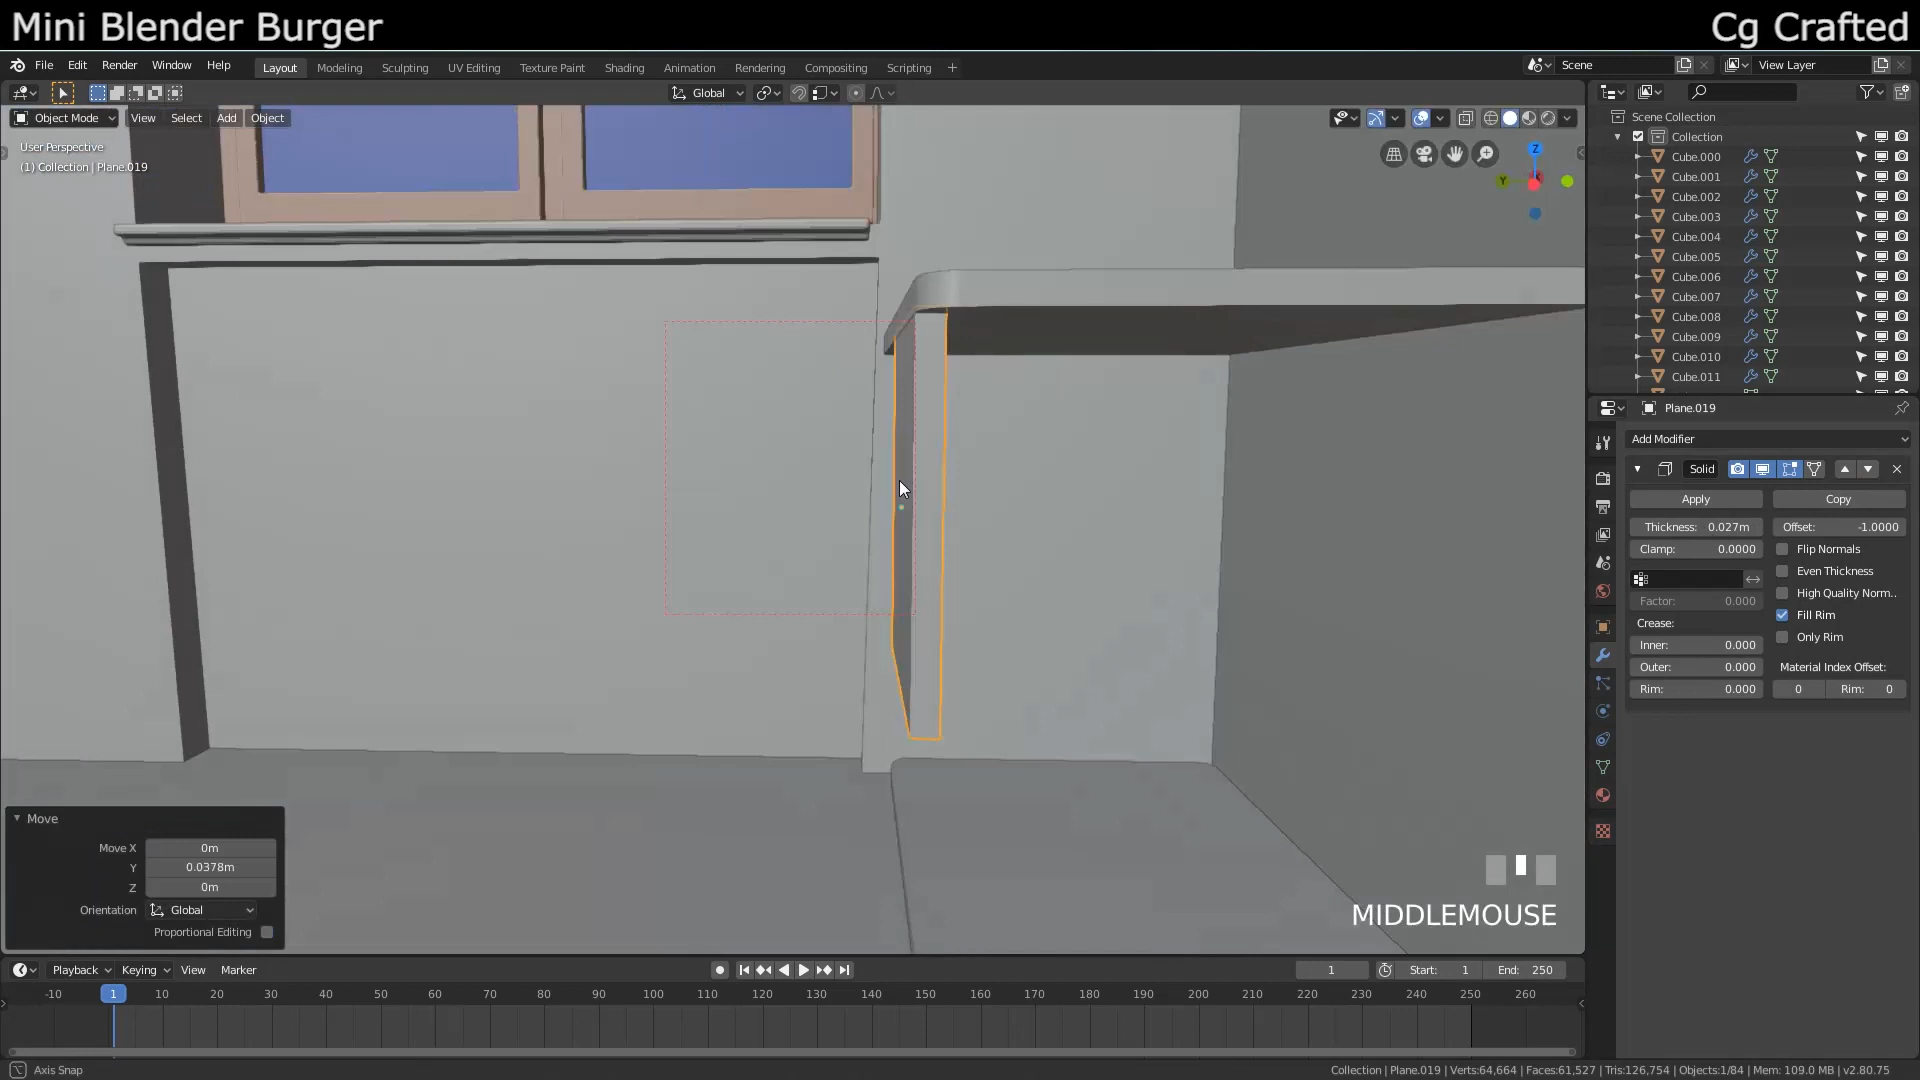 Mini Blender Burger
Cg Crafted
File Edit Render Window Help
Layout Modeling Sculpting UV Editing Texture Paint Shading Animation Rendering Compositing Scripting +
Scene
View Layer
Global
Object Mode View Select Add Object
User Perspective
(1) Collection | Plane.019
Z
Y
Scene Collection
Collection
Cube.000
Cube.001
Cube.002
Cube.003
Cube.004
Cube.005
Cube.006
Cube.007
Cube.008
Cube.009
Cube.010
Cube.011
Plane.019
Add Modifier
Solid
Apply
Copy
Thickness: 0.027m
Offset: -1.0000
Clamp: 0.0000
Flip Normals
Even Thickness
High Quality Norm..
Factor: 0.000
Fill Rim
Crease:
Only Rim
Inner: 0.000
Outer: 0.000
Material Index Offset:
Rim: 0.000
0
Rim: 0
Move
Move X 0m
Y 0.0378m
Z 0m
Orientation Global
Proportional Editing
MIDDLEMOUSE
Playback Keying View Marker
1
Start: 1
End: 250
-10 1 10 20 30 40 50 60 70 80 90 100 110 120 130 140 150 160 170 180 190 200 210 220 230 240 250 260
Axis Snap
Collection | Plane.019 | Verts:64,664 | Faces:61,527 | Tris:126,754 | Objects:1/84 | Mem: 109.0 MB | v2.80.75